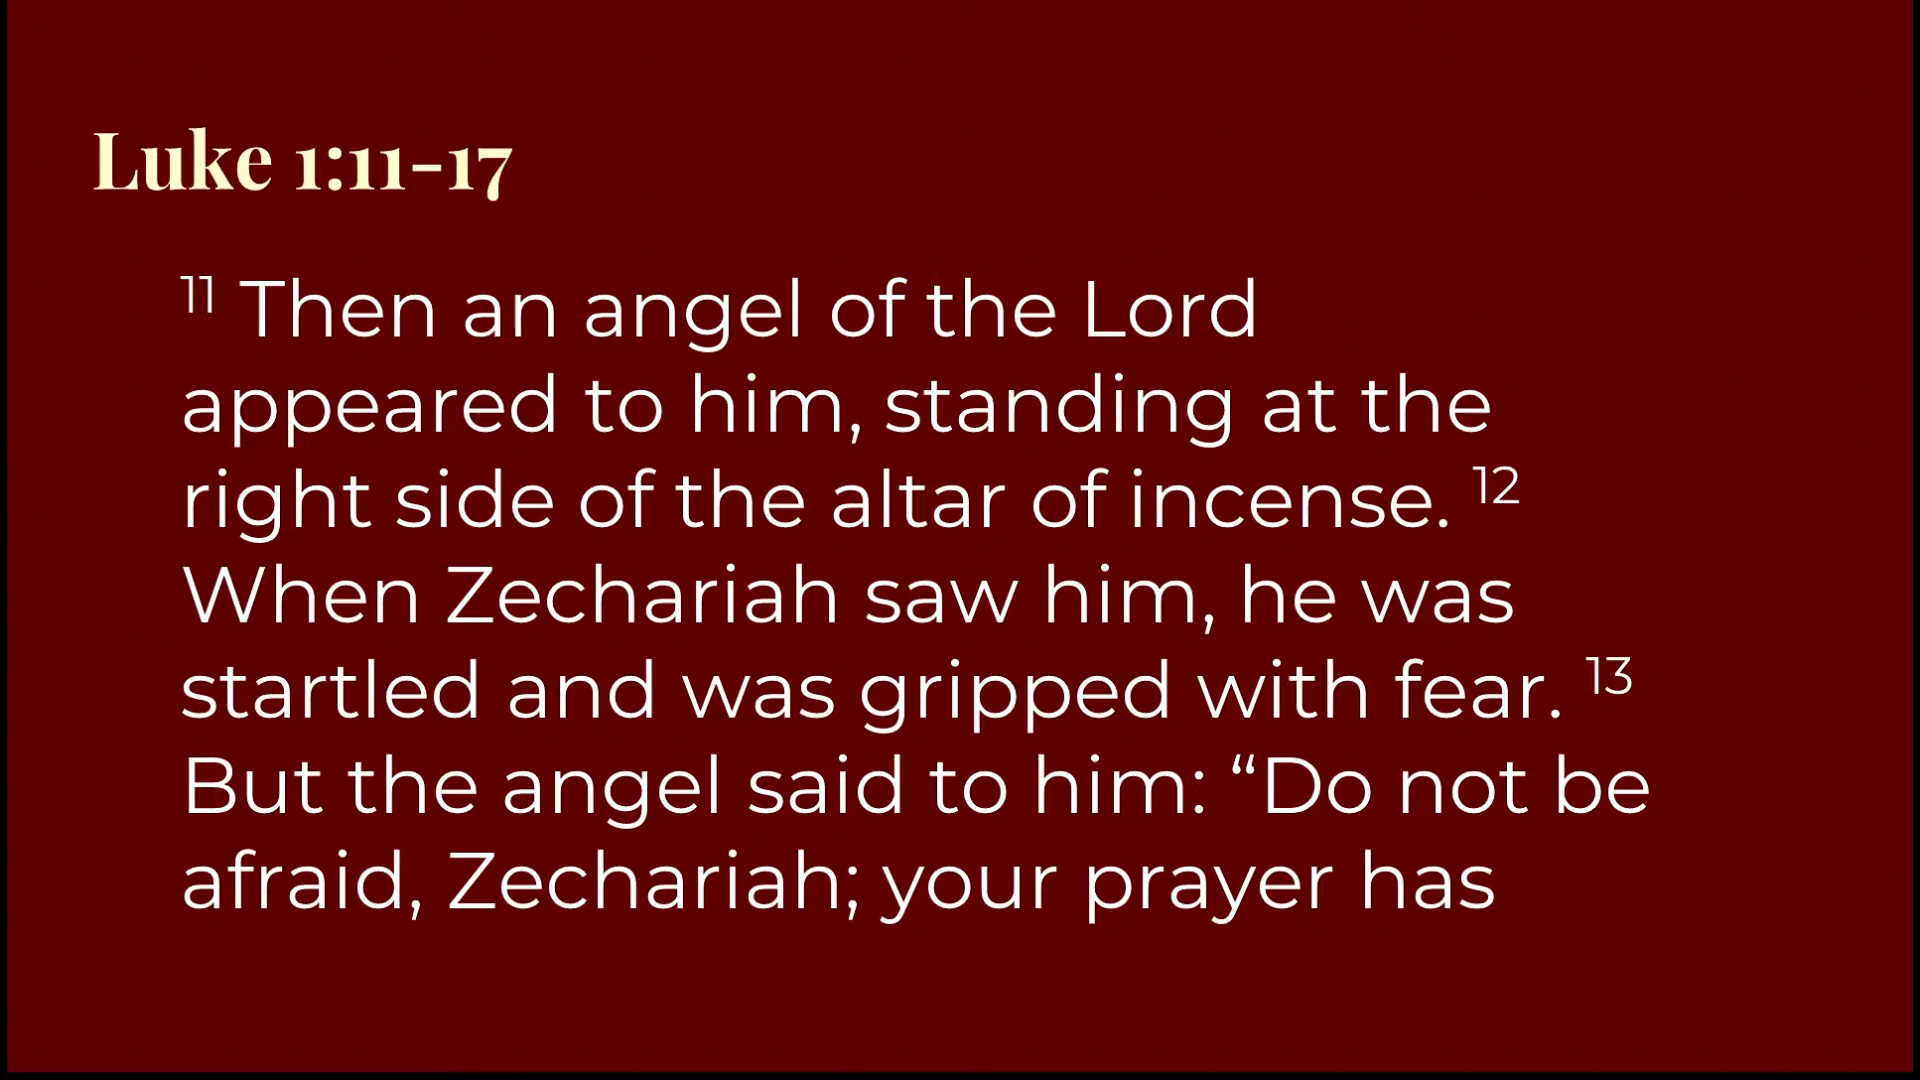 Luke 1:11-17
11 Then an angel of the Lord
appeared to him, standing at the
right side of the altar of incense. 12
When Zechariah saw him, he was
startled and was gripped with fear. 13
But the angel said to him: “Do not be
afraid, Zechariah; your prayer has